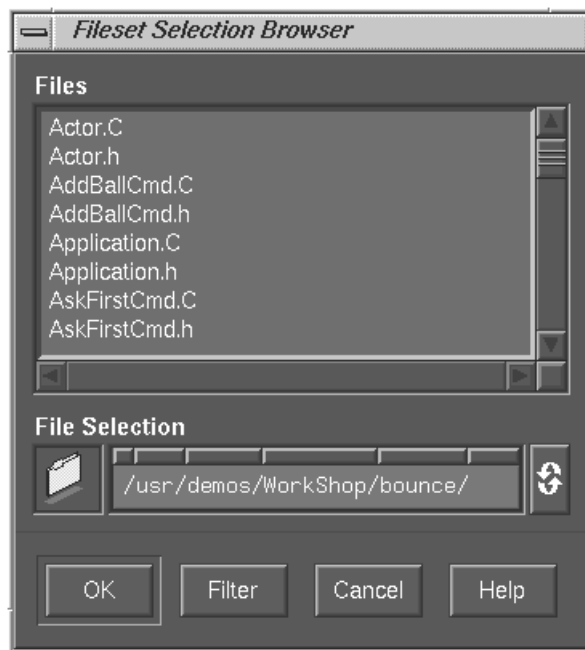 Fileset Selection Browser
Files
Actor.C
Actor.h
AddBallCmd.C
AddBallCmd.h
Application.C
Application.h
AskFirstCmd.C
AskFirstCmd.h
File Selection
/usr/demos/WorkShop/bounce/
OK Filter Cancel Help